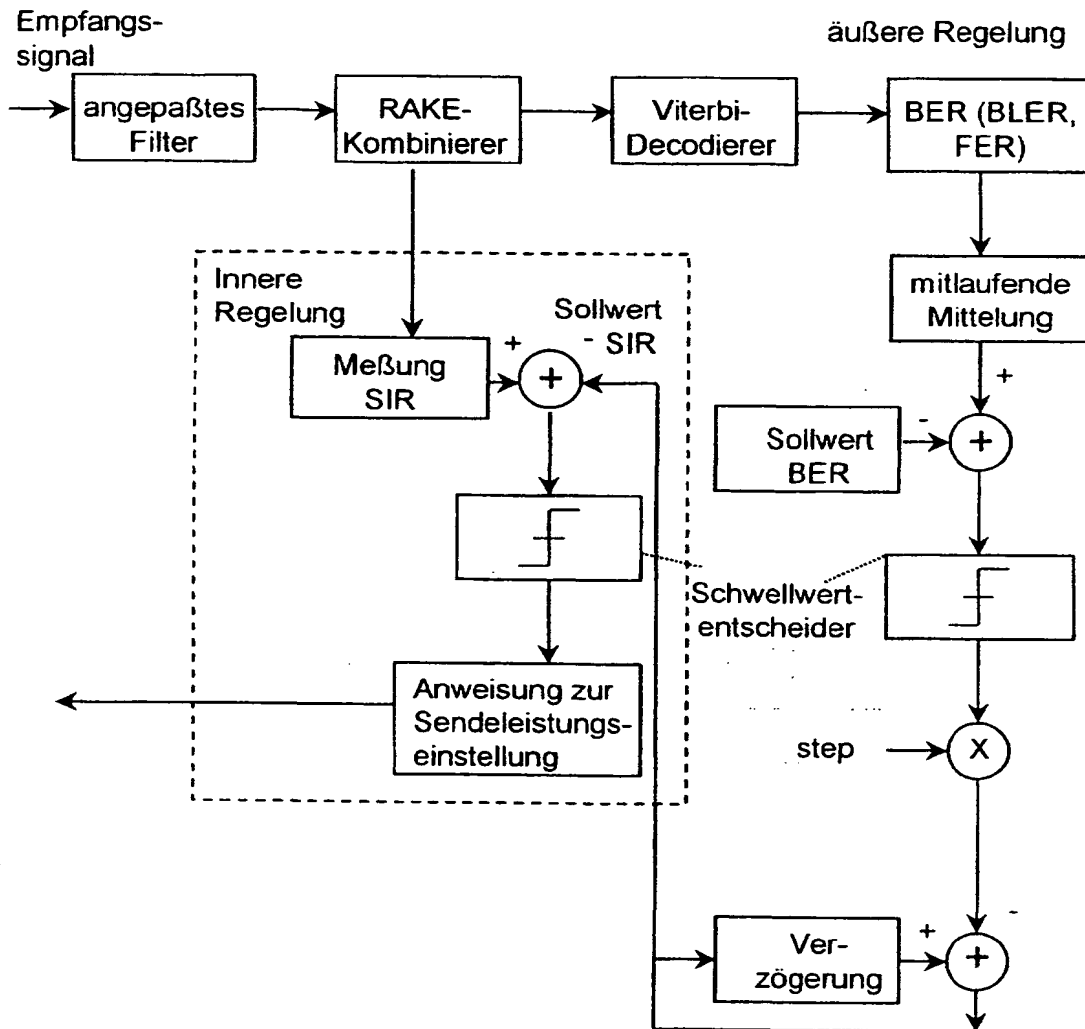 Empfangs-
signal
äußere Regelung
angepaßtes
Filter
RAKE-
Kombinierer
Viterbi-
Decodierer
BER (BLER,
FER)
Innere
Regelung
mitlaufende
Mittelung
Sollwert
+
-
SIR
Meßung
SIR
+
+
-
Sollwert
BER
+
Schwellwert-
entscheider
Anweisung zur
Sendeleistungs-
einstellung
step
X
-
+
Ver-
zögerung
+